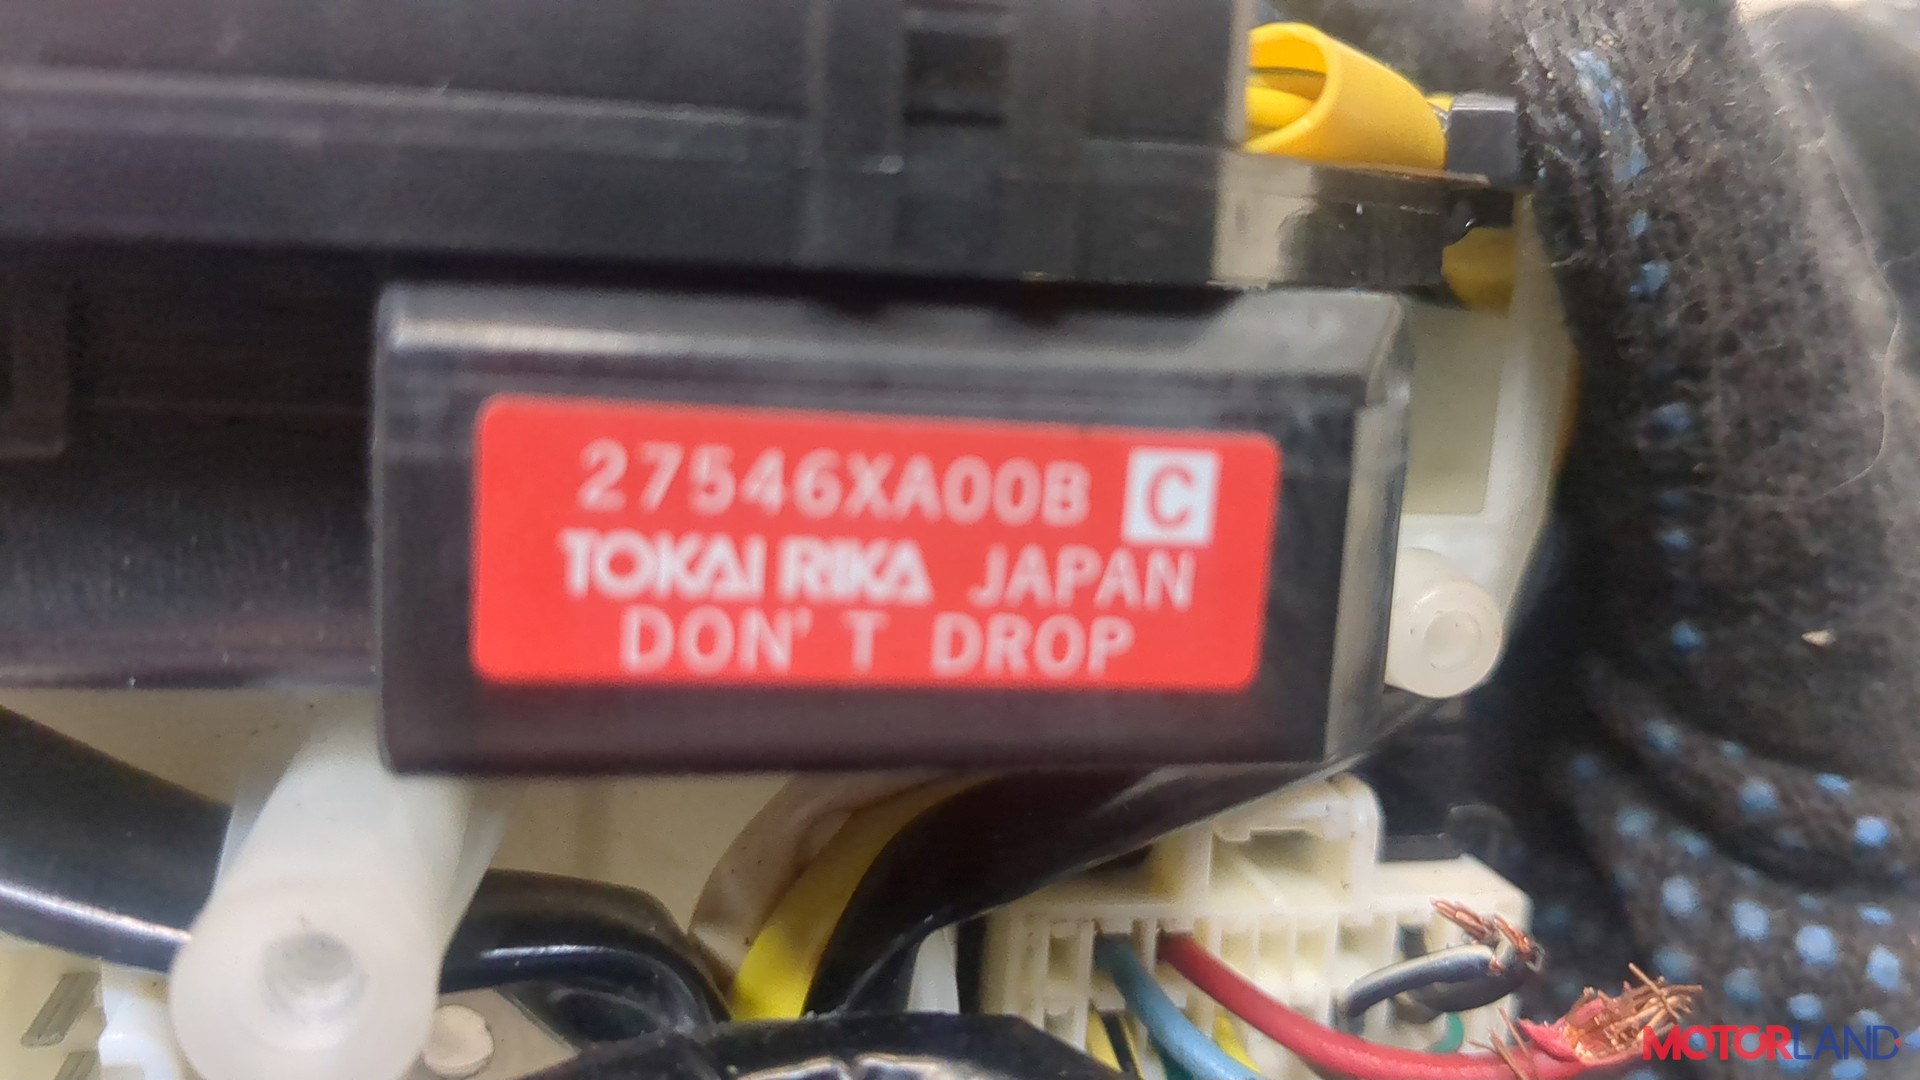 27546XA00B C
TOKAI RIKA JAPAN
DON'T DROP
MOTORLAND